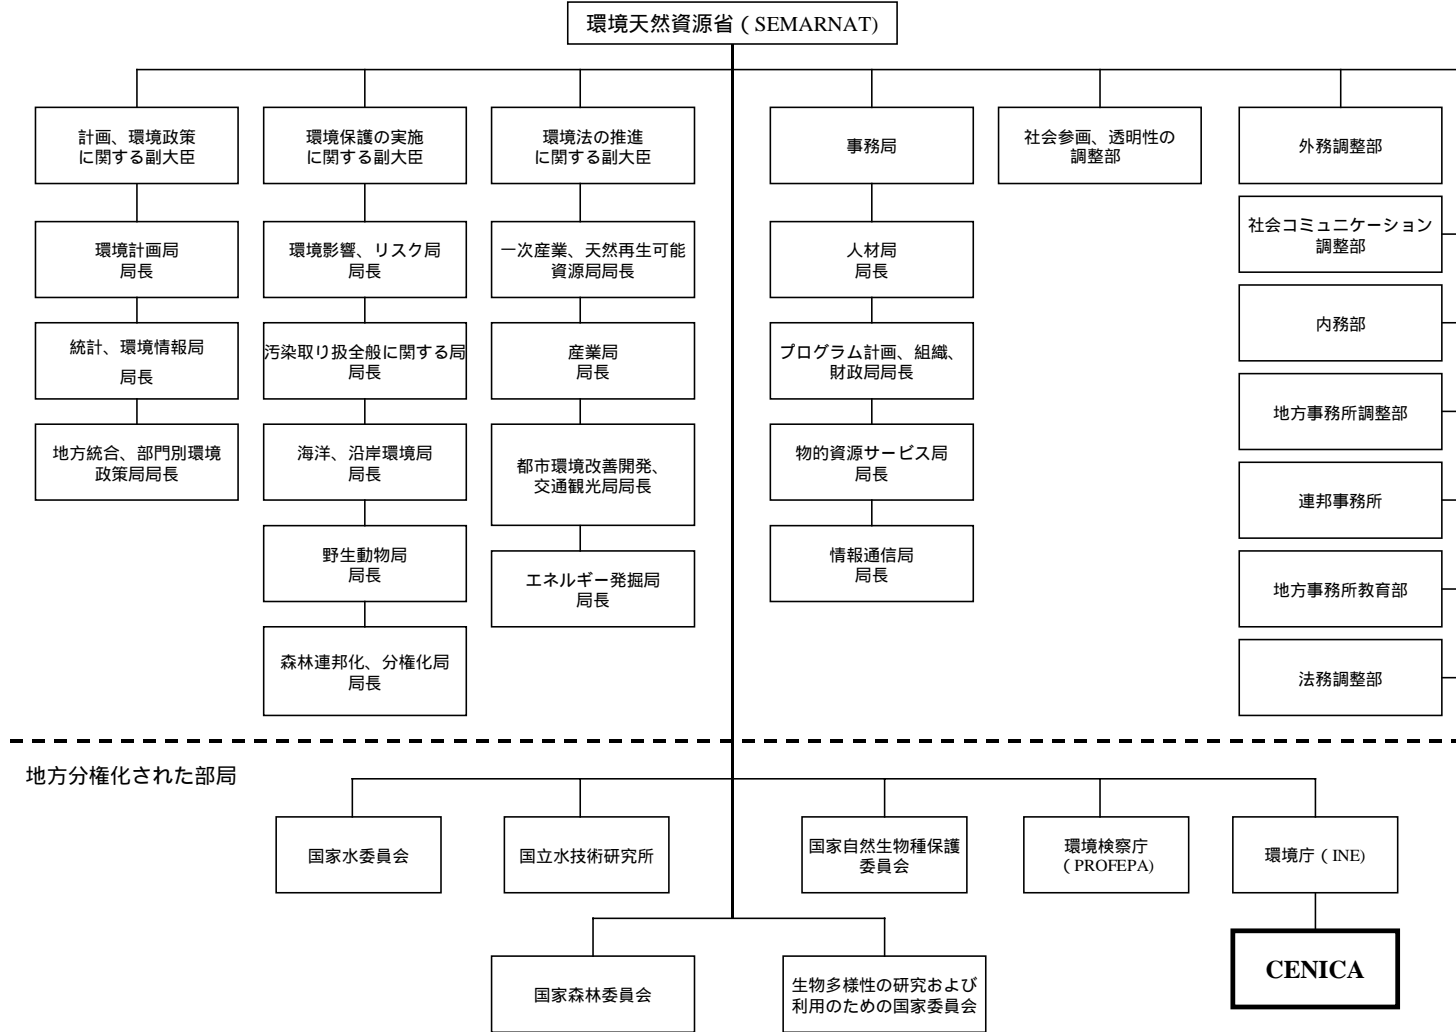 環境天然資源省 ( SEMARNAT)
計画、環境政策
に関する副大臣
環境保護の実施
に関する副大臣
環境法の推進
に関する副大臣
事務局
社会参画、透明性の
調整部
外務調整部
環境計画局
局長
環境影響、リスク局
局長
一次産業、天然再生可能
資源局局長
人材局
局長
社会コミュニケーション
調整部
統計、環境情報局
局長
汚染取り扱全般に関する局
局長
産業局
局長
プログラム計画、組織、
財政局局長
内務部
地方統合、部門別環境
政策局局長
海洋、沿岸環境局
局長
都市環境改善開発、
交通観光局局長
物的資源サービス局
局長
地方事務所調整部
連邦事務所
野生動物局
局長
エネルギー発掘局
局長
情報通信局
局長
地方事務所教育部
森林連邦化、分権化局
局長
法務調整部
地方分権化された部局
国家水委員会
国立水技術研究所
国家自然生物種保護
委員会
環境検察庁
( PROFEPA)
環境庁 ( INE)
国家森林委員会
生物多様性の研究および
利用のための国家委員会
CENICA